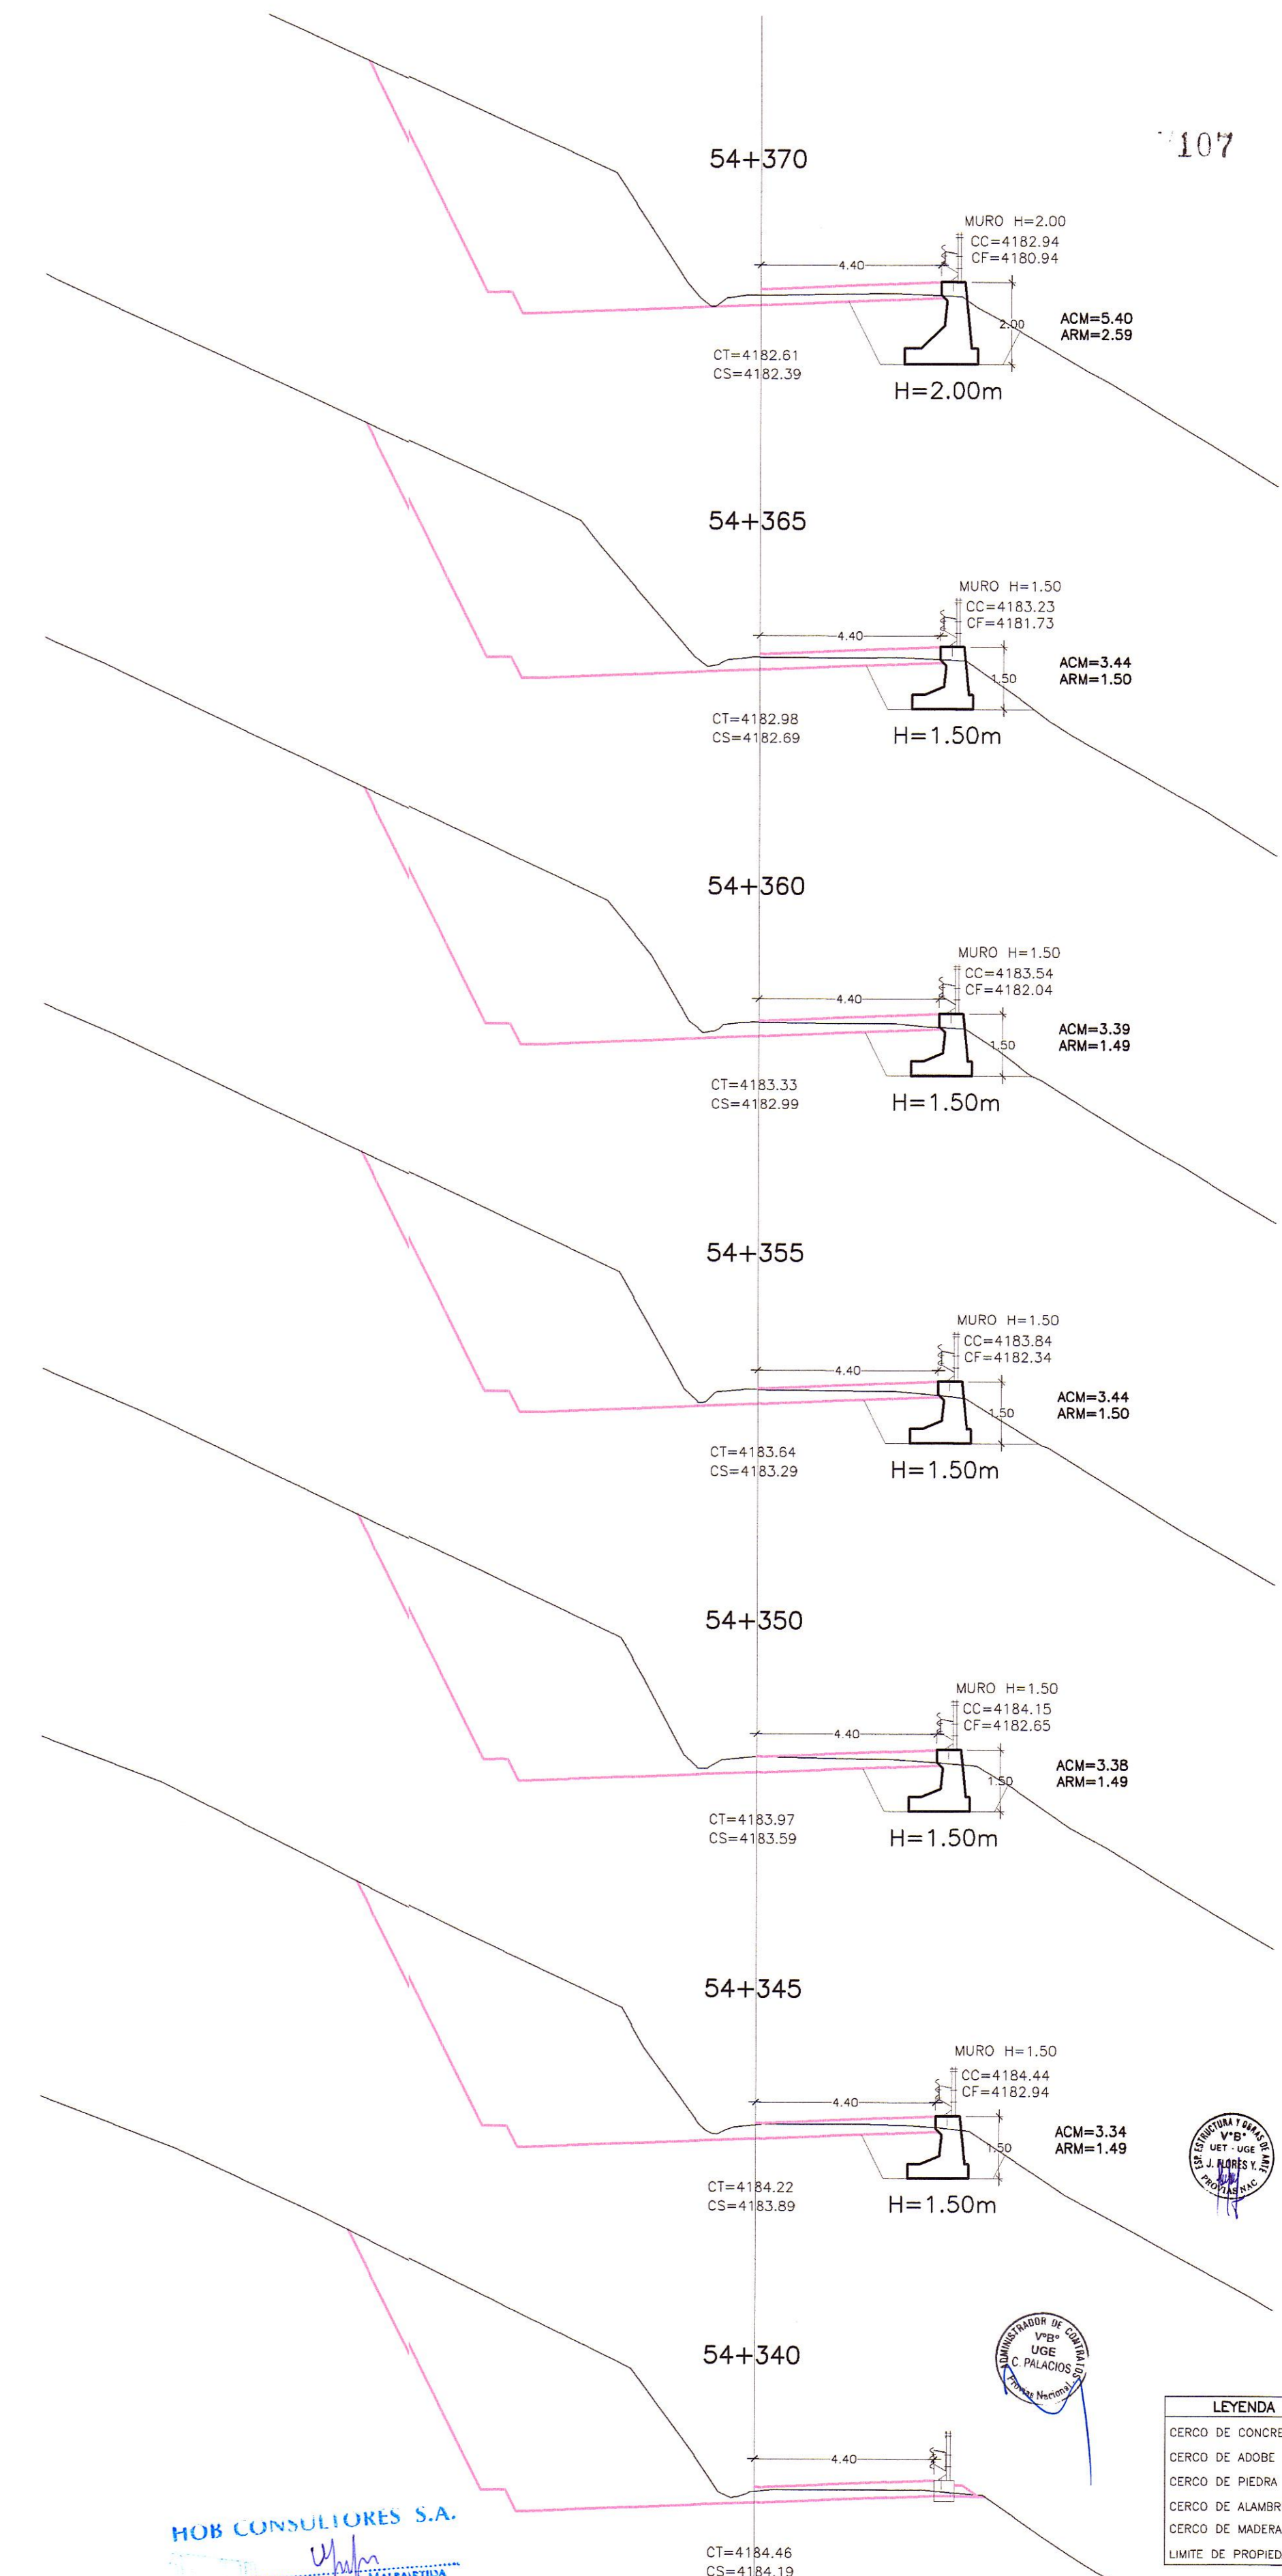 107
54+370
MURO H=2.00
CC=4182.94
CF=4180.94
4.40
2.00
ACM=5.40
ARM=2.59
CT=4182.61
CS=4182.39
H=2.00m
54+365
MURO H=1.50
CC=4183.23
CF=4181.73
4.40
1.50
ACM=3.44
ARM=1.50
CT=4182.98
CS=4182.69
H=1.50m
54+360
MURO H=1.50
CC=4183.54
CF=4182.04
4.40
1.50
ACM=3.39
ARM=1.49
CT=4183.33
CS=4182.99
H=1.50m
54+355
MURO H=1.50
CC=4183.84
CF=4182.34
4.40
1.50
ACM=3.44
ARM=1.50
CT=4183.64
CS=4183.29
H=1.50m
54+350
MURO H=1.50
CC=4184.15
CF=4182.65
4.40
1.50
ACM=3.38
ARM=1.49
CT=4183.97
CS=4183.59
H=1.50m
54+345
MURO H=1.50
CC=4184.44
CF=4182.94
4.40
1.50
ACM=3.34
ARM=1.49
CT=4184.22
CS=4183.89
H=1.50m
ESP. ESTRUCTURA Y OBRAS DE ARTE
V°B°
UET - UGE
J. FLORES Y.
PROVIAS NAC
54+340
ADMINISTRADOR DE CONTRATOS
V°B°
UGE
C. PALACIOS
Provias Nacional
4.40
CT=4184.46
CS=4184.19
LEYENDA
CERCO DE CONCRE
CERCO DE ADOBE
CERCO DE PIEDRA
CERCO DE ALAMBR
CERCO DE MADERA
LIMITE DE PROPIED
HOB CONSULTORES S.A.